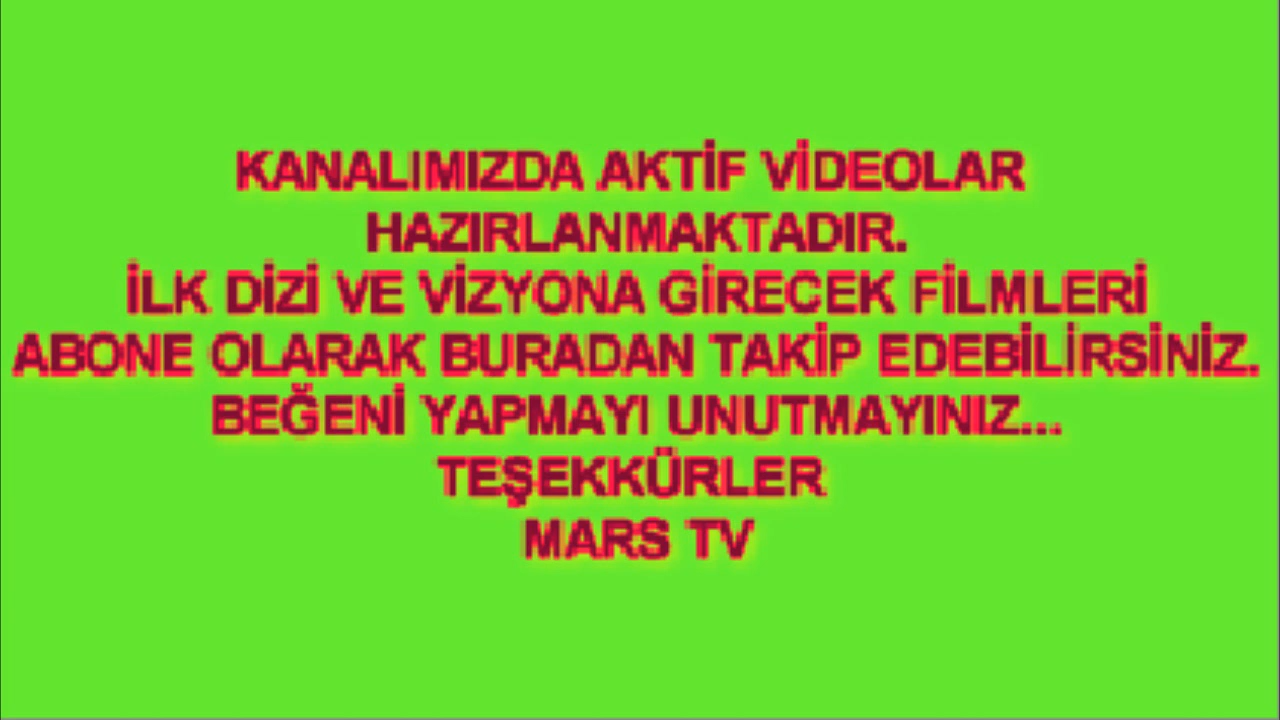 KANALIMIZDA AKTİF VİDEOLAR
HAZIRLANMAKTADIR.
İLK DİZİ VE VİZYONA GİRECEK FİLMLERİ
ABONE OLARAK BURADAN TAKİP EDEBİLİRSİNİZ.
BEĞENİ YAPMAYI UNUTMAYINIZ...
TEŞEKKÜRLER
MARS TV